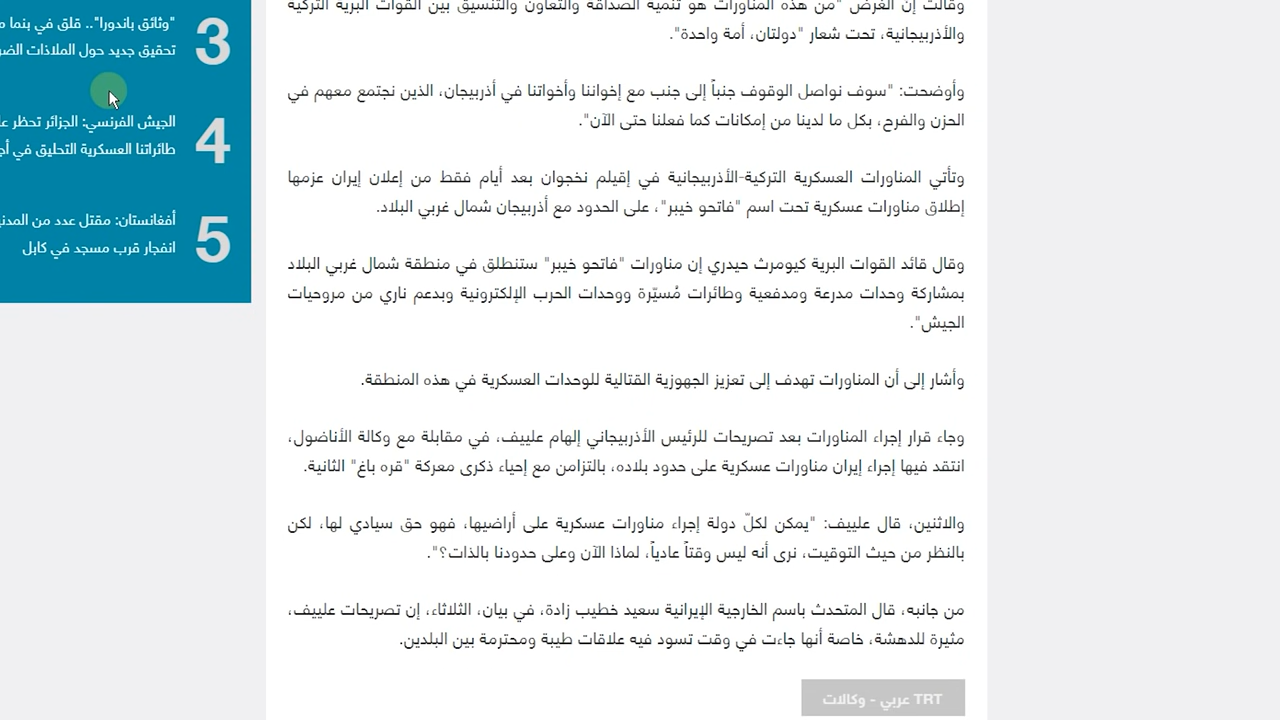 وقالت إن الغرض "من هذه المناورات هو تنمية الصداقة والتعاون والتنسيق بين القوات البرية التركية
والأذربيجانية، تحت شعار "دولتان، أمة واحدة".
وأوضحت: "سوف نواصل الوقوف جنباً إلى جنب مع إخواننا وأخواتنا في أذربيجان، الذين نجتمع معهم في
الحزن والفرح، بكل ما لدينا من إمكانات كما فعلنا حتى الآن".
وتأتي المناورات العسكرية التركية-الأذربيجانية في إقليم نخجوان بعد أيام فقط من إعلان إيران عزمها
إطلاق مناورات عسكرية تحت اسم "فاتحو خيبر"، على الحدود مع أذربيجان شمال غربي البلاد.
وقال قائد القوات البرية كيومرث حيدري إن مناورات "فاتحو خيبر" ستنطلق في منطقة شمال غربي البلاد
بمشاركة وحدات مدرعة ومدفعية وطائرات مُسيّرة ووحدات الحرب الإلكترونية وبدعم ناري من مروحيات
الجيش".
وأشار إلى أن المناورات تهدف إلى تعزيز الجهوزية القتالية للوحدات العسكرية في هذه المنطقة.
وجاء قرار إجراء المناورات بعد تصريحات للرئيس الأذربيجاني إلهام علييف، في مقابلة مع وكالة الأناضول،
انتقد فيها إجراء إيران مناورات عسكرية على حدود بلاده، بالتزامن مع إحياء ذكرى معركة "قره باغ" الثانية.
والاثنين، قال علييف: "يمكن لكلّ دولة إجراء مناورات عسكرية على أراضيها، فهو حق سيادي لها، لكن
بالنظر من حيث التوقيت، نرى أنه ليس وقتاً عادياً، لماذا الآن وعلى حدودنا بالذات؟".
من جانبه، قال المتحدث باسم الخارجية الإيرانية سعيد خطيب زادة، في بيان، الثلاثاء، إن تصريحات علييف،
مثيرة للدهشة، خاصة أنها جاءت في وقت تسود فيه علاقات طيبة ومحترمة بين البلدين.
TRT عربي - وكالات
3
"وثائق باندورا".. قلق في بنما
تحقيق جديد حول الملاذات
4
الجيش الفرنسي: الجزائر تحظر
طائراتنا العسكرية التحليق في
5
أفغانستان: مقتل عدد من
انفجار قرب مسجد في كابل